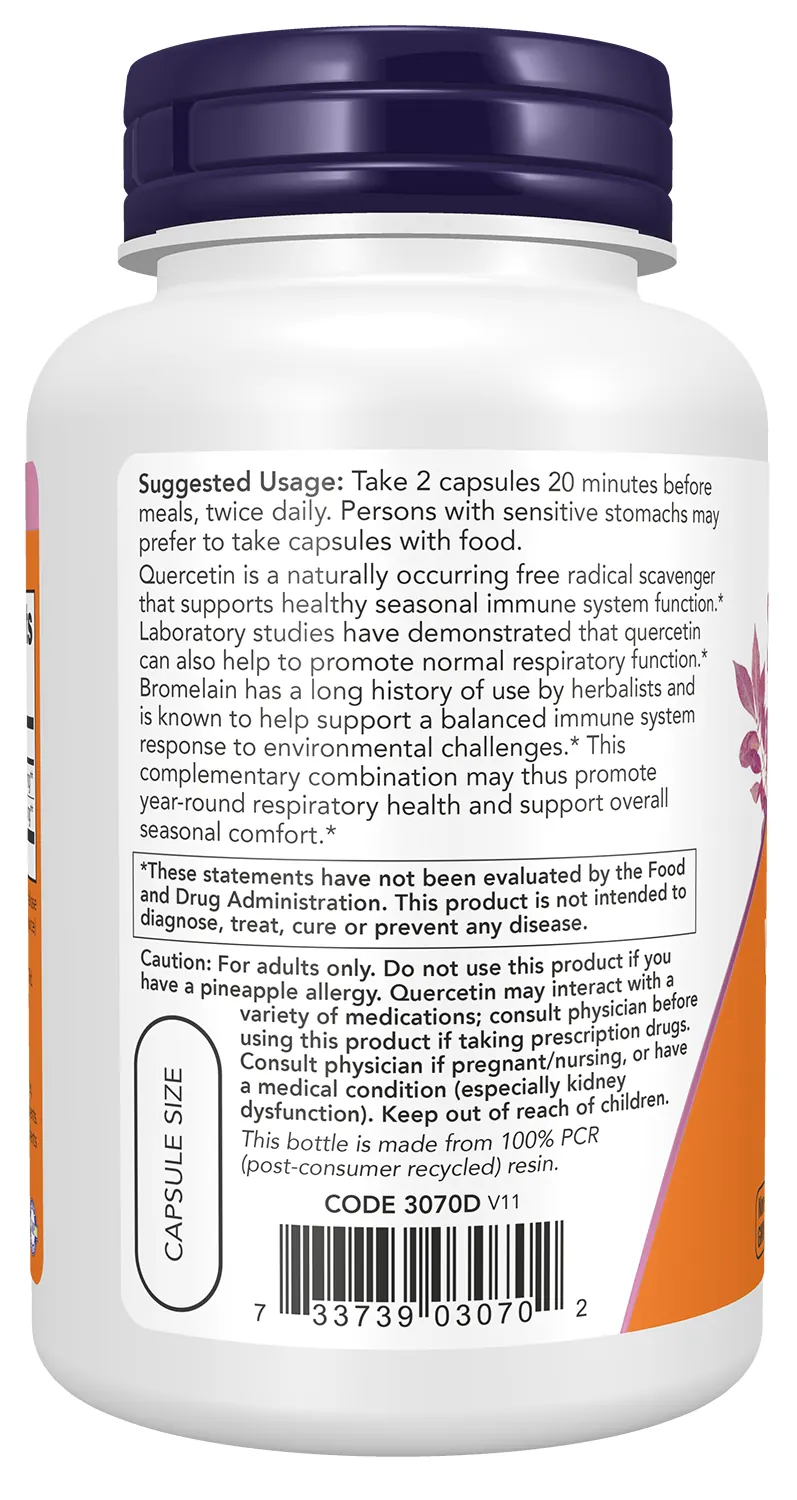 Suggested Usage: Take 2 capsules 20 minutes before
meals, twice daily. Persons with sensitive stomachs may
prefer to take capsules with food.
Quercetin is a naturally occurring free radical scavenger
that supports healthy seasonal immune system function.*
Laboratory studies have demonstrated that quercetin
can also help to promote normal respiratory function.*
Bromelain has a long history of use by herbalists and
is known to help support a balanced immune system
response to environmental challenges.* This
complementary combination may thus promote
year-round respiratory health and support overall
seasonal comfort.*
*These statements have not been evaluated by the Food
and Drug Administration. This product is not intended to
diagnose, treat, cure or prevent any disease.
Caution: For adults only. Do not use this product if you
have a pineapple allergy. Quercetin may interact with a
variety of medications; consult physician before
using this product if taking prescription drugs.
Consult physician if pregnant/nursing, or have
a medical condition (especially kidney
dysfunction). Keep out of reach of children.
This bottle is made from 100% PCR
(post-consumer recycled) resin.
CAPSULE SIZE
CODE 3070D V11
7 33739 03070 2